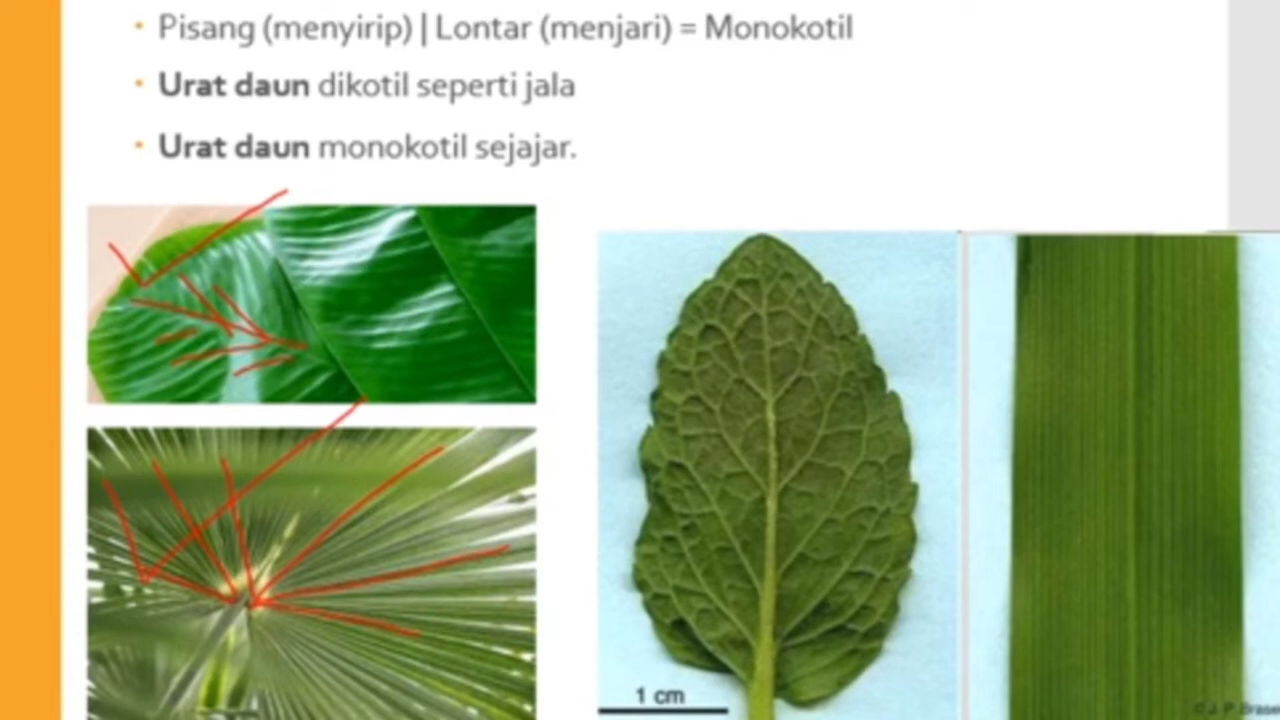 • Pisang (menyirip) | Lontar (menjari) = Monokotil
• Urat daun dikotil seperti jala
• Urat daun monokotil sejajar.
1 cm